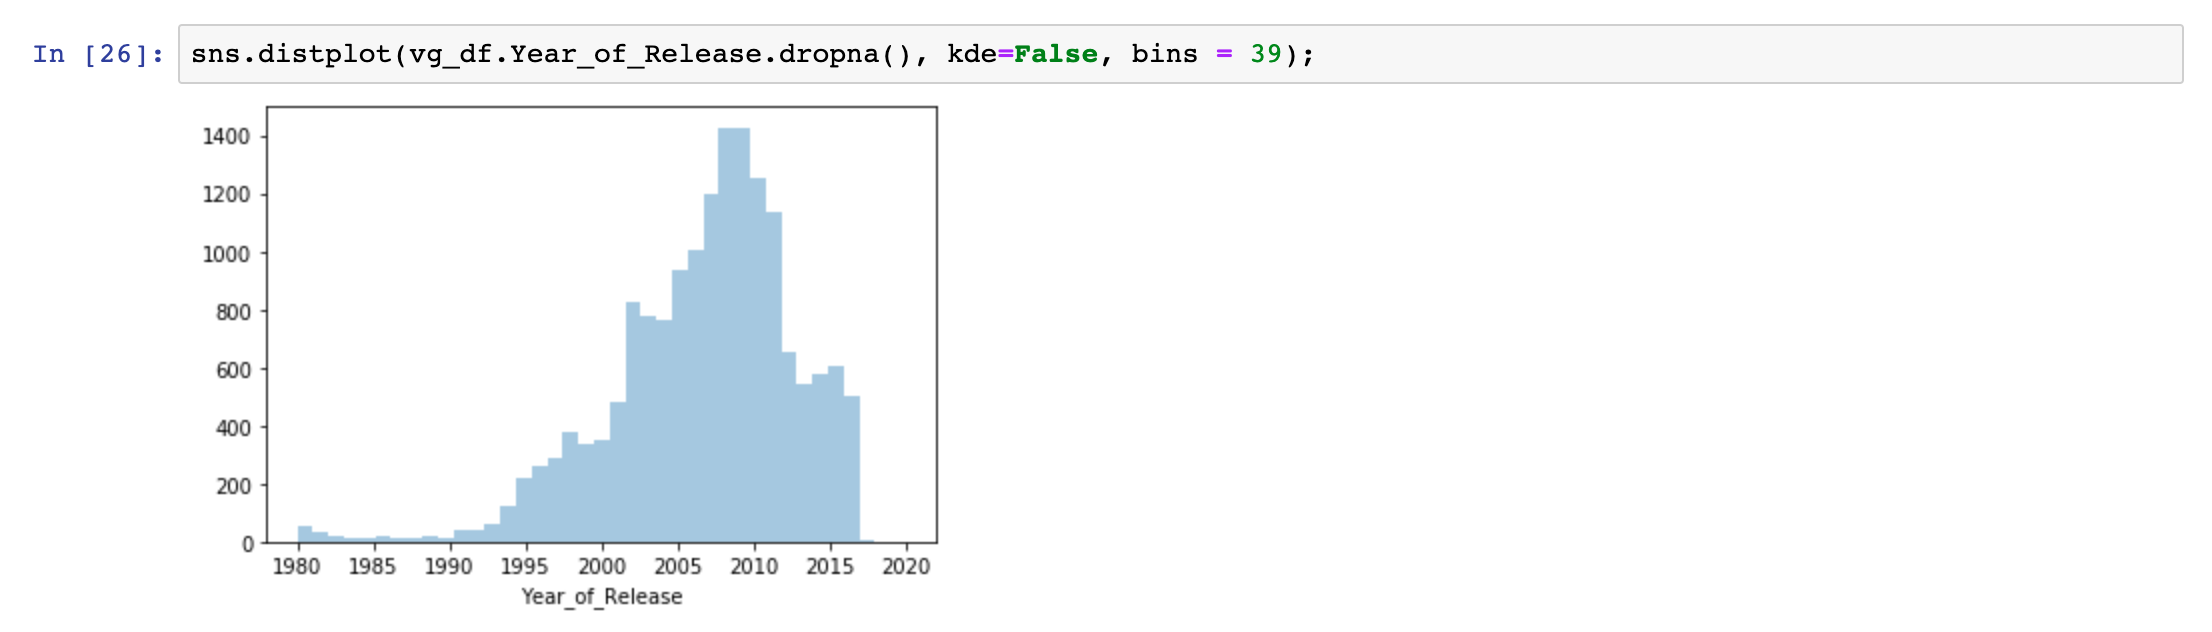 In [26]: sns.distplot(vg_df.Year_of_Release.dropna(), kde=False, bins = 39);
1400
1200
1000
800
600
400
200
0
1980 1985 1990 1995 2000 2005 2010 2015 2020
Year_of_Release